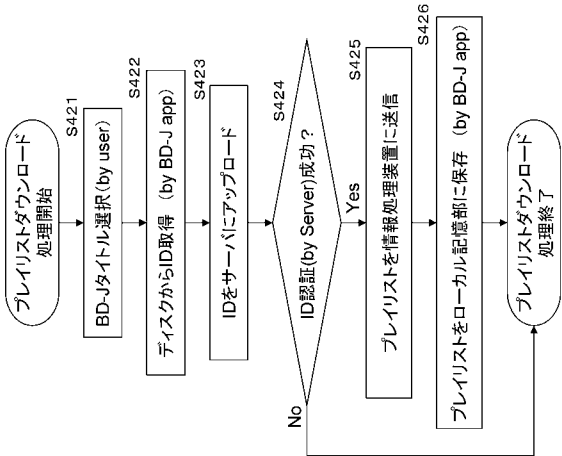 プレイリストダウンロード
処理開始
S421
BD-Jタイトル選択(by user)
S422
ディスクからID取得 (by BD-J app)
S423
IDをサーバにアップロード
S424
ID認証(by Server)成功？
No
Yes
S425
プレイリストを情報処理装置に送信
S426
プレイリストをローカル記憶部に保存 (by BD-J app)
プレイリストダウンロード
処理終了